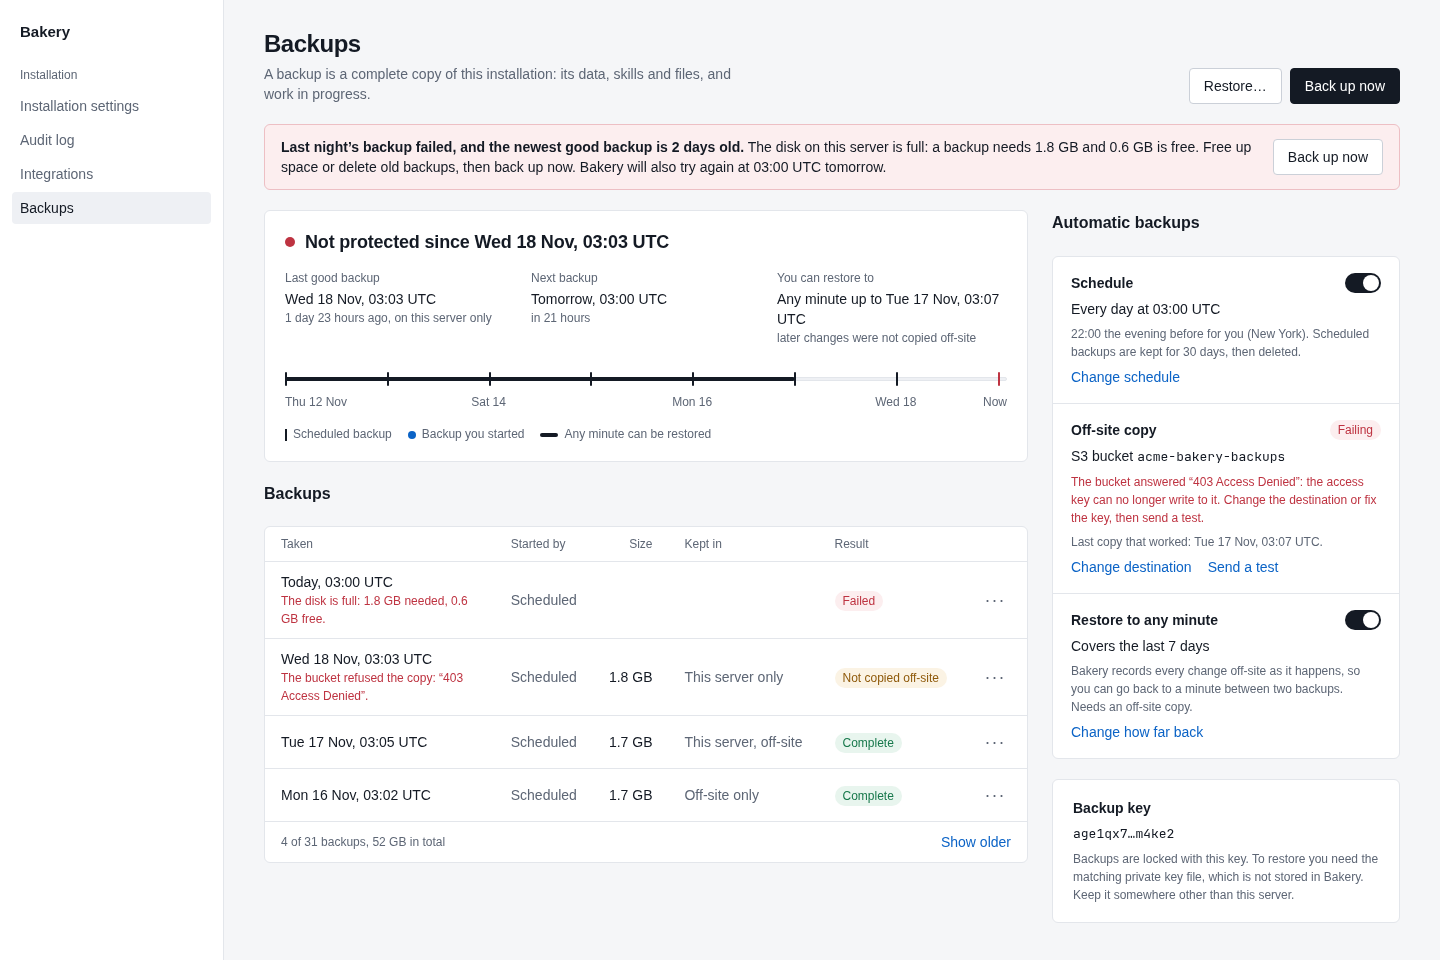 Bakery
Installation
Installation settings
Audit log
Integrations
Backups
Backups
A backup is a complete copy of this installation: its data, skills and files, and
work in progress.
Restore…
Back up now
Last night’s backup failed, and the newest good backup is 2 days old. The disk on this server is full: a backup needs 1.8 GB and 0.6 GB is free. Free up
space or delete old backups, then back up now. Bakery will also try again at 03:00 UTC tomorrow.
Back up now
Not protected since Wed 18 Nov, 03:03 UTC
Last good backup
Wed 18 Nov, 03:03 UTC
1 day 23 hours ago, on this server only
Next backup
Tomorrow, 03:00 UTC
in 21 hours
You can restore to
Any minute up to Tue 17 Nov, 03:07
UTC
later changes were not copied off-site
Thu 12 Nov
Sat 14
Mon 16
Wed 18
Now
Scheduled backup
Backup you started
Any minute can be restored
Backups
Taken
Started by
Size
Kept in
Result
Today, 03:00 UTC
The disk is full: 1.8 GB needed, 0.6
GB free.
Scheduled
Failed
Wed 18 Nov, 03:03 UTC
The bucket refused the copy: “403
Access Denied”.
Scheduled
1.8 GB
This server only
Not copied off-site
Tue 17 Nov, 03:05 UTC
Scheduled
1.7 GB
This server, off-site
Complete
Mon 16 Nov, 03:02 UTC
Scheduled
1.7 GB
Off-site only
Complete
4 of 31 backups, 52 GB in total
Show older
Automatic backups
Schedule
Every day at 03:00 UTC
22:00 the evening before for you (New York). Scheduled
backups are kept for 30 days, then deleted.
Change schedule
Off-site copy
Failing
S3 bucket acme-bakery-backups
The bucket answered “403 Access Denied”: the access
key can no longer write to it. Change the destination or fix
the key, then send a test.
Last copy that worked: Tue 17 Nov, 03:07 UTC.
Change destination
Send a test
Restore to any minute
Covers the last 7 days
Bakery records every change off-site as it happens, so
you can go back to a minute between two backups.
Needs an off-site copy.
Change how far back
Backup key
age1qx7…m4ke2
Backups are locked with this key. To restore you need the
matching private key file, which is not stored in Bakery.
Keep it somewhere other than this server.